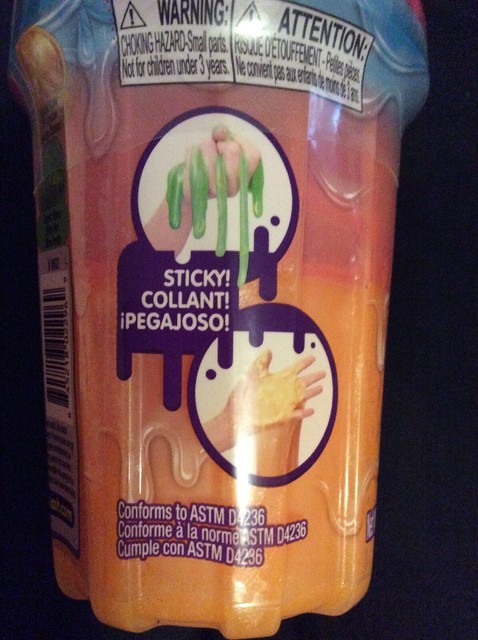 WARNING:
CHOKING HAZARD-Small parts.
Not for children under 3 years.
ATTENTION:
RISQUE D'ETOUFFEMENT - Petites pièces.
Ne convient pas aux enfants de moins de 3 ans.
STICKY!
COLLANT!
¡PEGAJOSO!
Conforms to ASTM D4236
Conforme à la norme ASTM D4236
Cumple con ASTM D4236